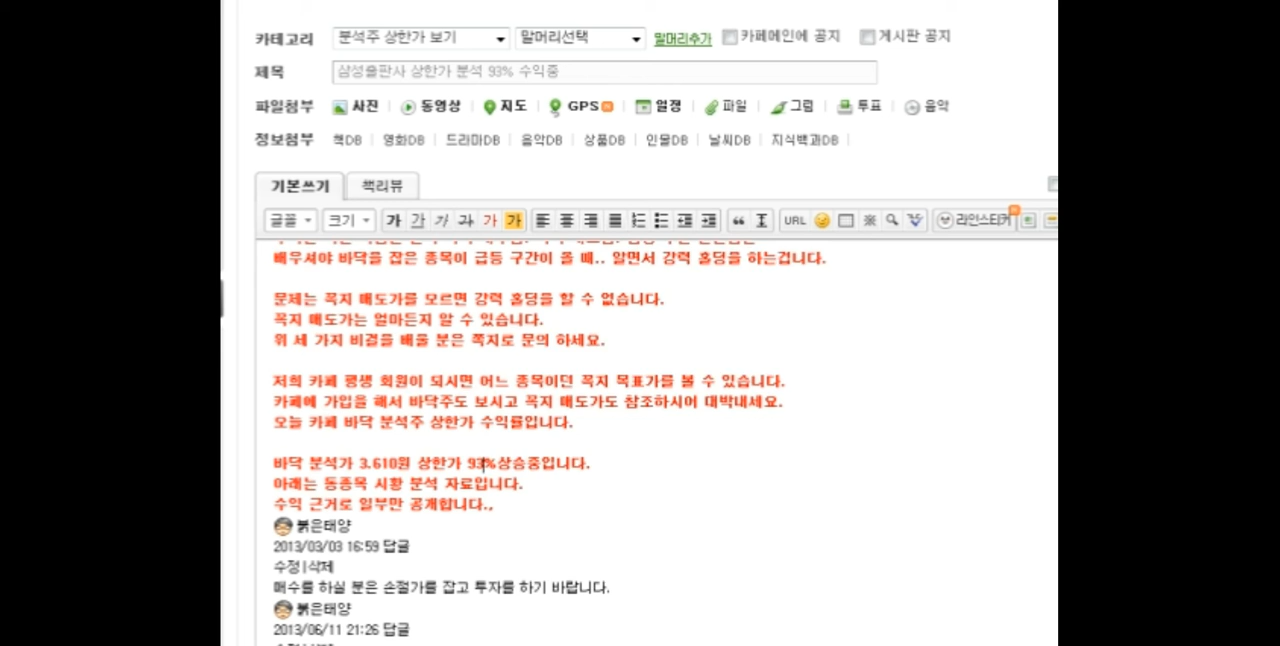 카테고리 분석주 상한가 보기 말머리선택 말머리추가 카페메인에 공지 게시판 공지
제목 삼성출판사 상한가 분석 93% 수익중
파일첨부 사진 동영상 지도 GPS 일정 파일 그림 투표 음악
정보첨부 책DB 영화DB 드라마DB 음악DB 상품DB 인물DB 날씨DB 지식백과DB
기본쓰기 책리뷰
글꼴 크기 가 가 가 가 가 가 URL 라인스티커
배우셔야 바닥을 잡은 종목이 급등 구간이 올 때.. 알면서 강력 홀딩을 하는겁니다.
문제는 꼭지 매도가를 모르면 강력 홀딩을 할 수 없습니다.
꼭지 매도가는 얼마든지 알 수 있습니다.
위 세 가지 비결을 배울 분은 쪽지로 문의 하세요.
저희 카페 평생 회원이 되시면 어느 종목이던 꼭지 목표가를 볼 수 있습니다.
카페에 가입을 해서 바닥주도 보시고 꼭지 매도가도 참조하시어 대박내세요.
오늘 카페 바닥 분석주 상한가 수익률입니다.
바닥 분석가 3.610원 상한가 93%상승중입니다.
아래는 동종목 시황 분석 자료입니다.
수익 근거로 일부만 공개합니다.,
붉은태양
2013/03/03 16:59 답글
수정|삭제
매수를 하실 분은 손절가를 잡고 투자를 하기 바랍니다.
붉은태양
2013/06/11 21:26 답글